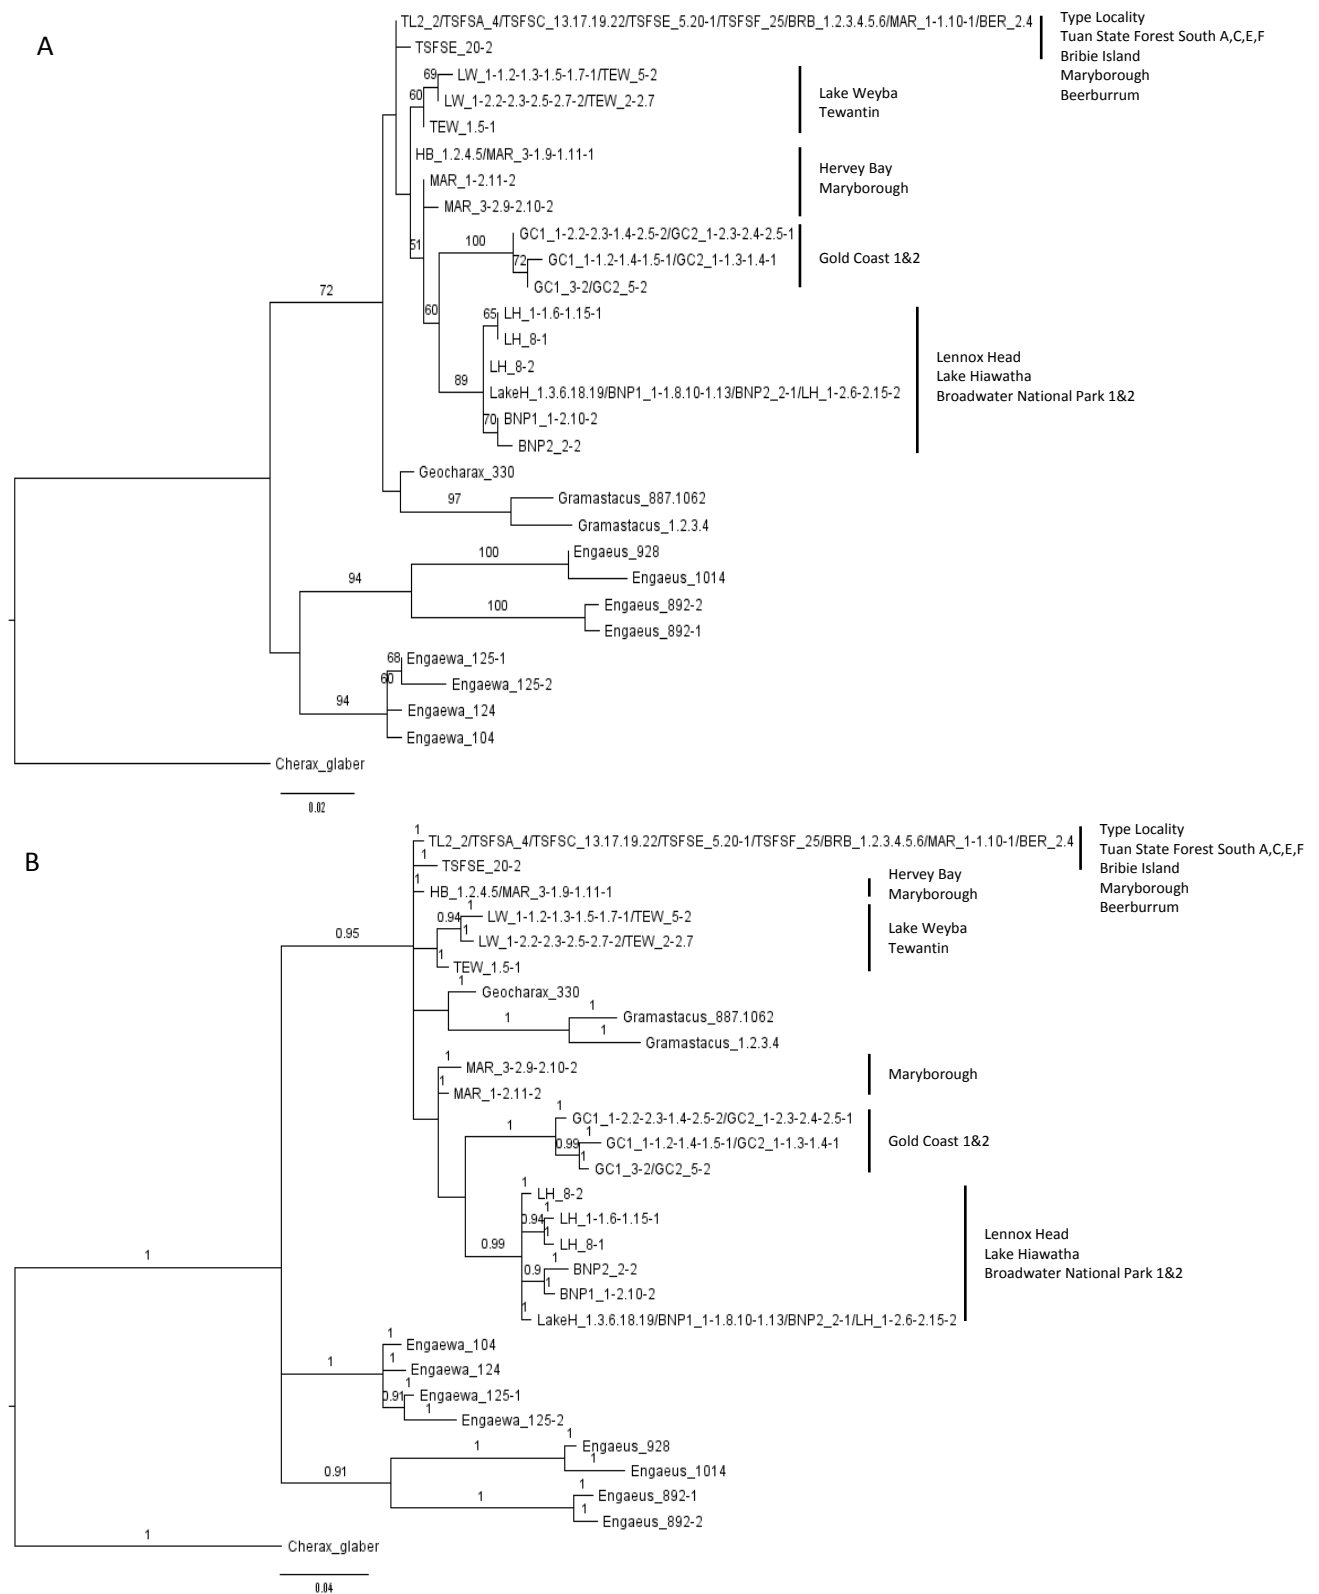 A
TL2_2/TSFSA_4/TSFSC_13.17.19.22/TSFSE_5.20-1/TSFSF_25/BRB_1.2.3.4.5.6/MAR_1-1.10-1/BER_2.4
Type Locality
Tuan State Forest South A,C,E,F
Bribie Island
Maryborough
Beerburrum
TSFSE_20-2
69
LW_1-1.2-1.3-1.5-1.7-1/TEW_5-2
60
LW_1-2.2-2.3-2.5-2.7-2/TEW_2-2.7
TEW_1.5-1
Lake Weyba
Tewantin
HB_1.2.4.5/MAR_3-1.9-1.11-1
MAR_1-2.11-2
MAR_3-2.9-2.10-2
Hervey Bay
Maryborough
51
100
GC1_1-2.2-2.3-1.4-2.5-2/GC2_1-2.3-2.4-2.5-1
72
GC1_1-1.2-1.4-1.5-1/GC2_1-1.3-1.4-1
GC1_3-2/GC2_5-2
Gold Coast 1&2
60
65
LH_1-1.6-1.15-1
LH_8-1
LH_8-2
89
LakeH_1.3.6.18.19/BNP1_1-1.8.10-1.13/BNP2_2-1/LH_1-2.6-2.15-2
70
BNP1_1-2.10-2
BNP2_2-2
Lennox Head
Lake Hiawatha
Broadwater National Park 1&2
72
Geocharax_330
97
Gramastacus_887.1062
Gramastacus_1.2.3.4
94
100
Engaeus_928
Engaeus_1014
100
Engaeus_892-2
Engaeus_892-1
68
Engaewa_125-1
60
Engaewa_125-2
94
Engaewa_124
Engaewa_104
Cherax_glaber
0.02
B
1
TL2_2/TSFSA_4/TSFSC_13.17.19.22/TSFSE_5.20-1/TSFSF_25/BRB_1.2.3.4.5.6/MAR_1-1.10-1/BER_2.4
Type Locality
Tuan State Forest South A,C,E,F
Bribie Island
Maryborough
Beerburrum
1
TSFSE_20-2
1
HB_1.2.4.5/MAR_3-1.9-1.11-1
Hervey Bay
Maryborough
1
0.94
LW_1-1.2-1.3-1.5-1.7-1/TEW_5-2
1
LW_1-2.2-2.3-2.5-2.7-2/TEW_2-2.7
1
TEW_1.5-1
Lake Weyba
Tewantin
0.95
1
Geocharax_330
1
1
Gramastacus_887.1062
1
Gramastacus_1.2.3.4
1
MAR_3-2.9-2.10-2
1
MAR_1-2.11-2
Maryborough
1
1
GC1_1-2.2-2.3-1.4-2.5-2/GC2_1-2.3-2.4-2.5-1
0.99
1
GC1_1-1.2-1.4-1.5-1/GC2_1-1.3-1.4-1
1
GC1_3-2/GC2_5-2
Gold Coast 1&2
1
LH_8-2
0.94
1
LH_1-1.6-1.15-1
1
LH_8-1
0.99
0.9
1
BNP2_2-2
1
BNP1_1-2.10-2
1
LakeH_1.3.6.18.19/BNP1_1-1.8.10-1.13/BNP2_2-1/LH_1-2.6-2.15-2
Lennox Head
Lake Hiawatha
Broadwater National Park 1&2
1
1
1
Engaewa_104
1
Engaewa_124
0.91
1
Engaewa_125-1
1
Engaewa_125-2
0.91
1
1
Engaeus_928
1
Engaeus_1014
1
1
Engaeus_892-1
1
Engaeus_892-2
1
Cherax_glaber
0.04